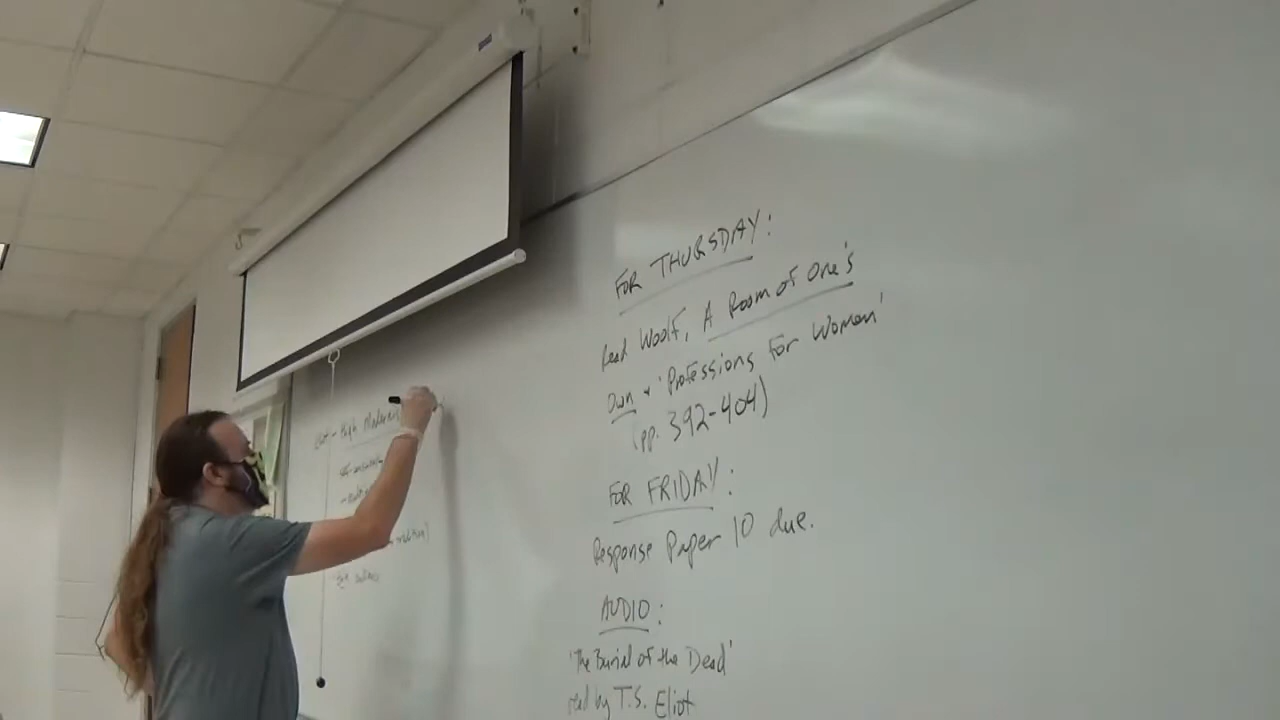 High
FOR THURSDAY:
Read Woolf, A Room of One's
Own + 'Professions for Women'
(pp. 392-404)
FOR FRIDAY:
Response Paper 10 due.
AUDIO:
'The Burial of the Dead'
read by T.S. Eliot